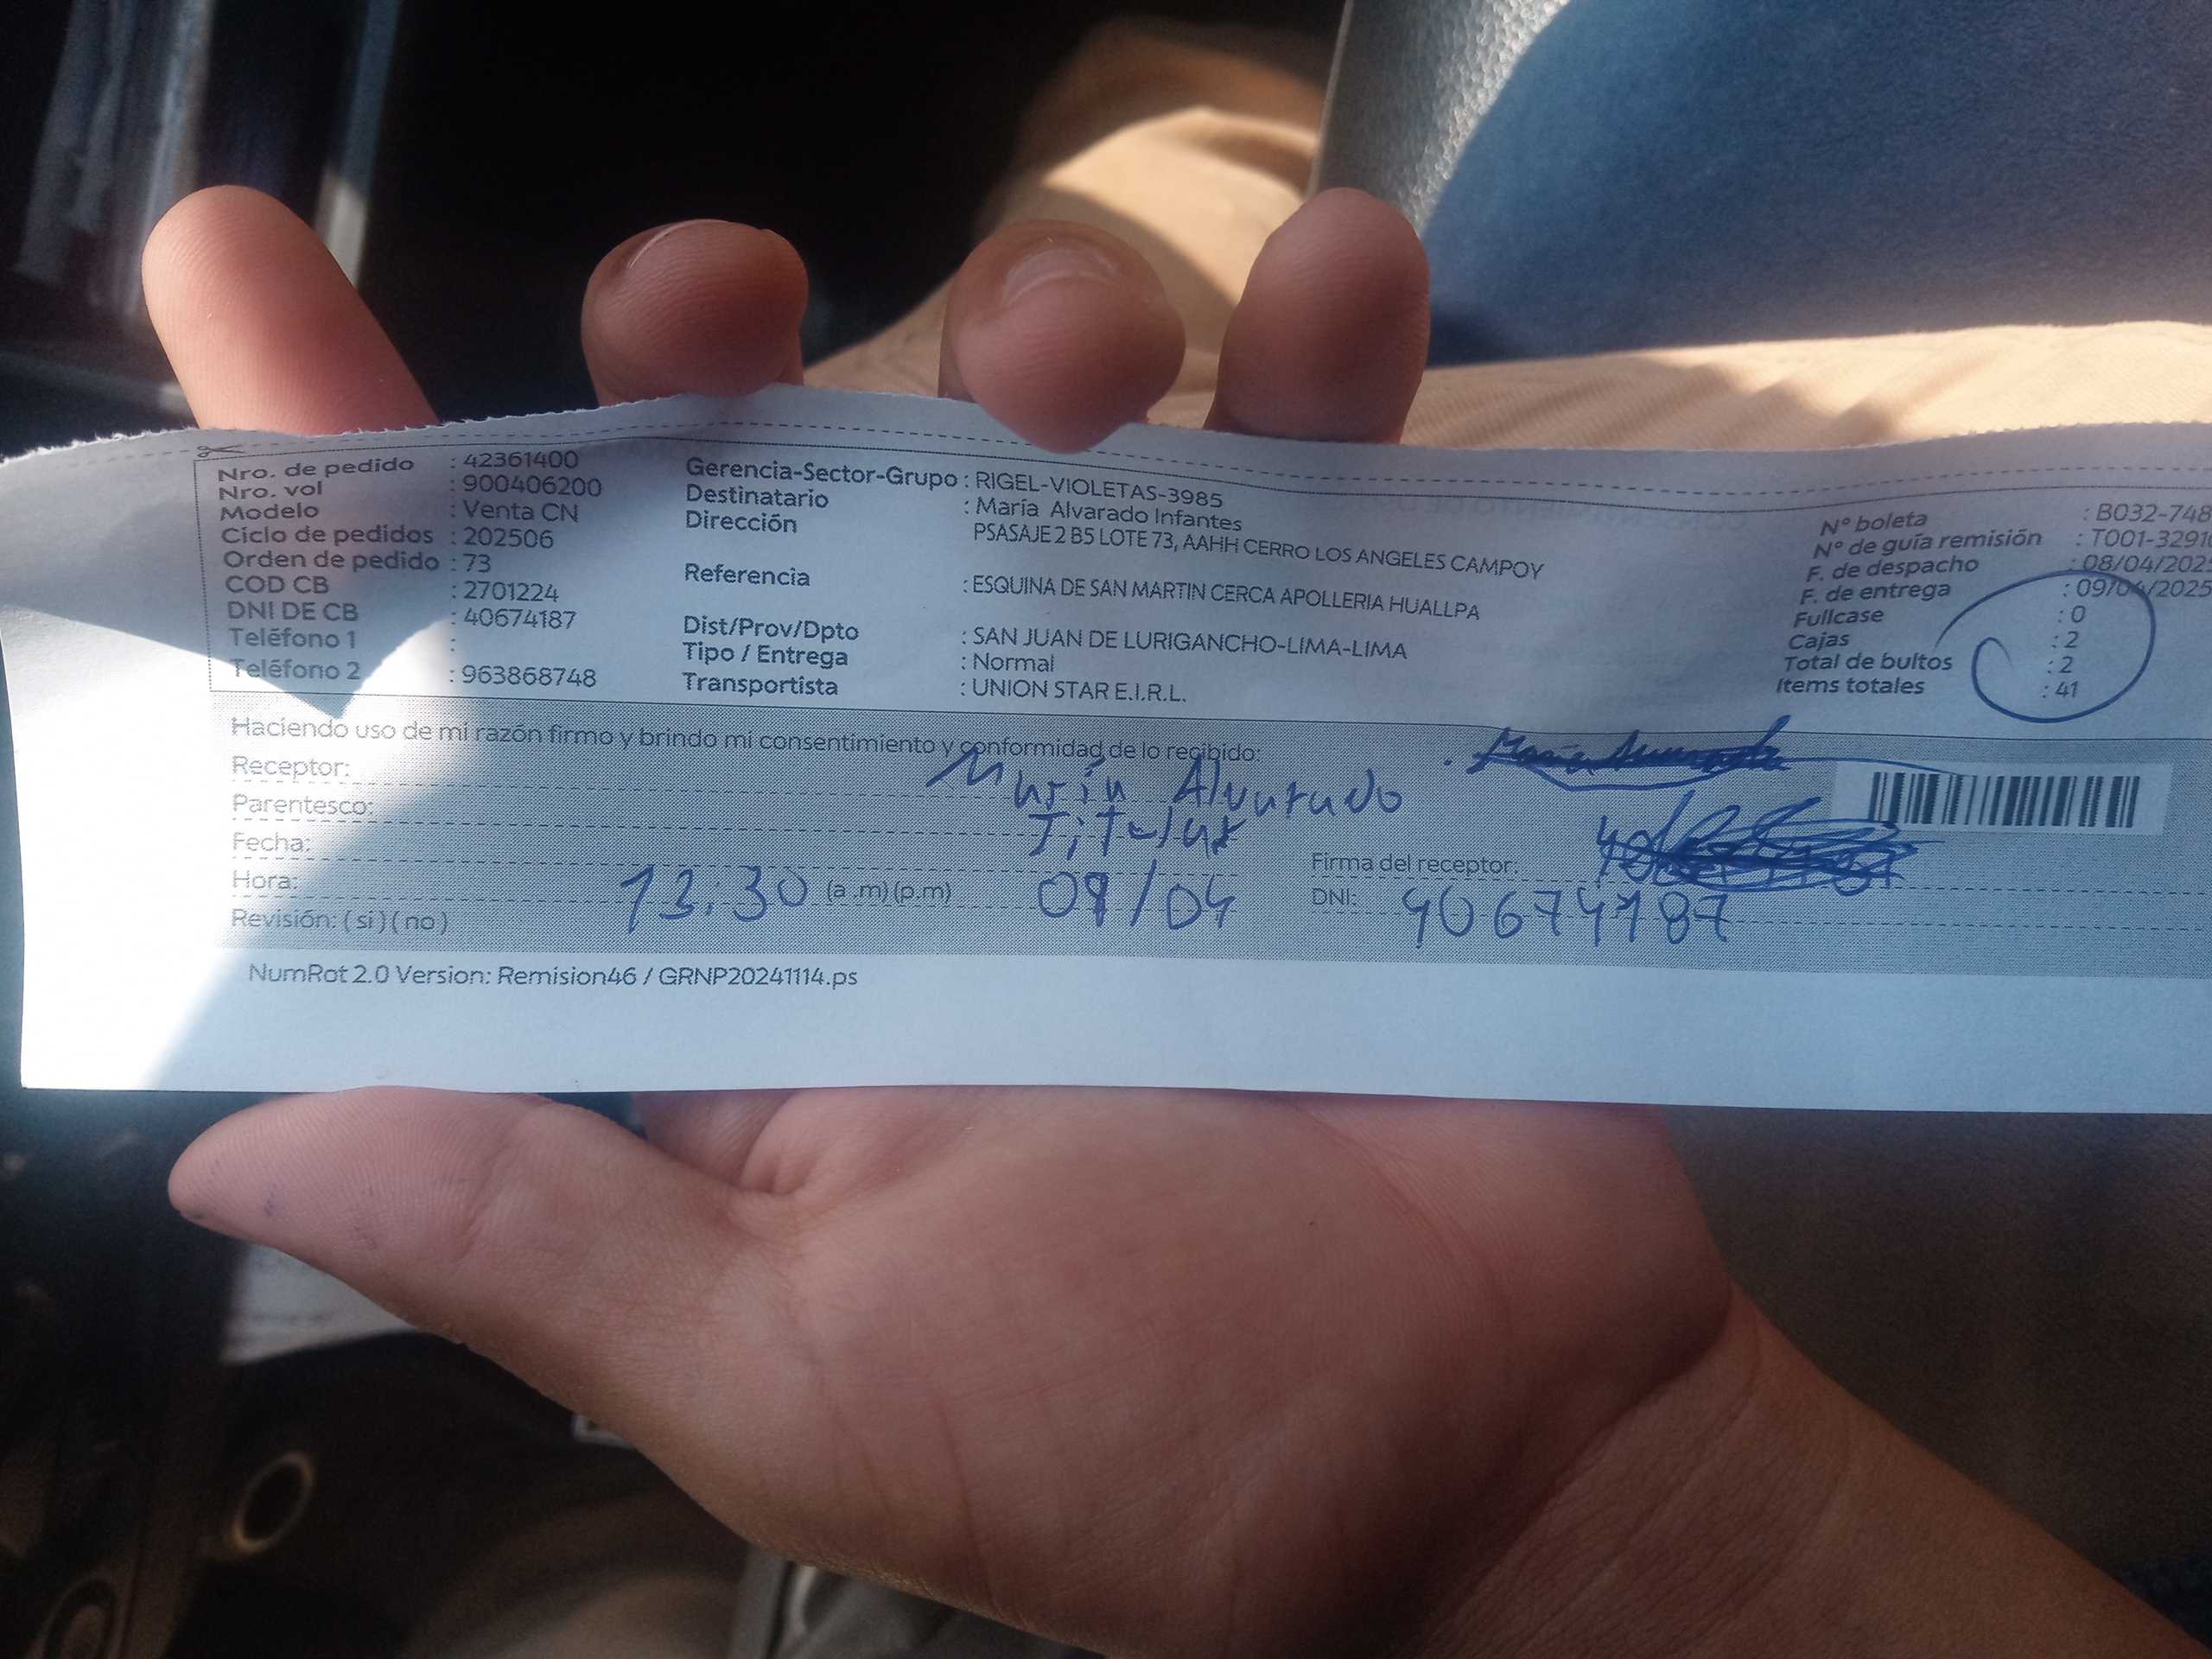 Nro. de pedido : 42361400
Nro. vol : 900406200
Modelo : Venta CN
Ciclo de pedidos : 202506
Orden de pedido : 73
COD CB : 2701224
DNI DE CB : 40674187
Teléfono 1 :
Teléfono 2 : 963868748
Gerencia-Sector-Grupo : RIGEL-VIOLETAS-3985
Destinatario : María Alvarado Infantes
Dirección PSASAJE 2 B5 LOTE 73, AAHH CERRO LOS ANGELES CAMPOY
Referencia : ESQUINA DE SAN MARTIN CERCA APOLLERIA HUALLPA
Dist/Prov/Dpto : SAN JUAN DE LURIGANCHO-LIMA-LIMA
Tipo / Entrega : Normal
Transportista : UNION STAR E.I.R.L.
N° boleta : B032-748
N° de guía remisión : T001-3291
F. de despacho : 08/04/202
F. de entrega : 09/04/2025
Fullcase : 0
Cajas : 2
Total de bultos : 2
Items totales : 41
Haciendo uso de mi razón firmo y brindo mi consentimiento y conformidad de lo recibido:
Receptor: María Alvarado
Parentesco: Titular
Fecha: 09/04
Hora: 13:30 (a .m) (p.m)
Revisión: ( si ) ( no )
Firma del receptor:
DNI: 40674187
NumRot 2.0 Version: Remision46 / GRNP20241114.ps